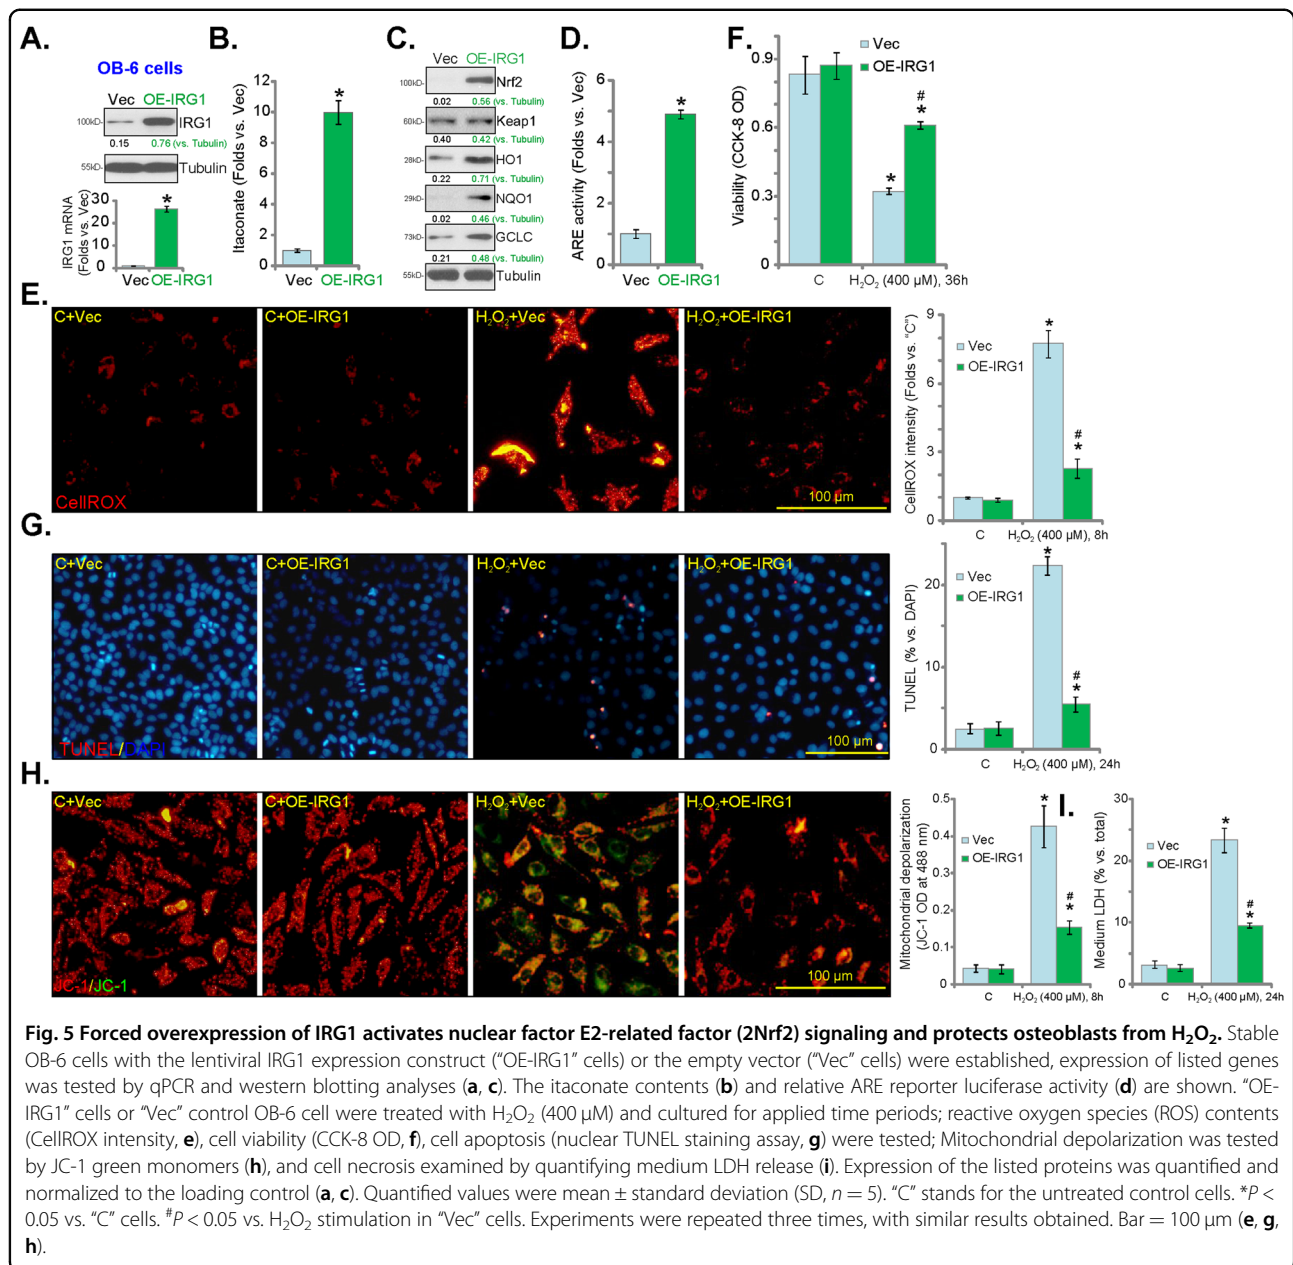 A.
OB-6 cells
Vec OE-IRG1
100kD- IRG1
0.15 0.76 (vs. Tubulin)
55kD- Tubulin
IRG1 mRNA
(Folds vs. Vec)
30
20
10
0
*
Vec OE-IRG1
B.
Itaconate (Folds vs. Vec)
12
10
8
6
4
2
0
*
Vec OE-IRG1
C.
Vec OE-IRG1
100kD- Nrf2
0.02 0.56 (vs. Tubulin)
60kD- Keap1
0.40 0.42 (vs. Tubulin)
28kD- HO1
0.22 0.71 (vs. Tubulin)
29kD- NQO1
0.02 0.46 (vs. Tubulin)
73kD- GCLC
0.21 0.48 (vs. Tubulin)
55kD- Tubulin
D.
ARE activity (Folds vs. Vec)
6
4
2
0
*
Vec OE-IRG1
F.
Viability (CCK-8 OD)
0.9
0.6
0.3
0
Vec
OE-IRG1
*
#
*
C H₂O₂ (400 µM), 36h
E.
C+Vec
C+OE-IRG1
H₂O₂+Vec
H₂O₂+OE-IRG1
CellROX
100 µm
CellROX intensity (Folds vs. “C”)
9
6
3
0
Vec
OE-IRG1
*
#
*
C H₂O₂ (400 µM), 8h
G.
C+Vec
C+OE-IRG1
H₂O₂+Vec
H₂O₂+OE-IRG1
TUNEL/DAPI
100 µm
TUNEL (% vs. DAPI)
20
10
0
Vec
OE-IRG1
*
#
*
C H₂O₂ (400 µM), 24h
H.
C+Vec
C+OE-IRG1
H₂O₂+Vec
H₂O₂+OE-IRG1
JC-1/JC-1
100 µm
Mitochondrial depolarization
(JC-1 OD at 488 nm)
0.5
0.4
0.3
0.2
0.1
0
Vec
OE-IRG1
*
#
*
C H₂O₂ (400 µM), 8h
I.
Medium LDH (% vs. total)
30
20
10
0
Vec
OE-IRG1
*
#
*
C H₂O₂ (400 µM), 24h
Fig. 5 Forced overexpression of IRG1 activates nuclear factor E2-related factor (2Nrf2) signaling and protects osteoblasts from H₂O₂. Stable
OB-6 cells with the lentiviral IRG1 expression construct (“OE-IRG1” cells) or the empty vector (“Vec” cells) were established, expression of listed genes
was tested by qPCR and western blotting analyses (a, c). The itaconate contents (b) and relative ARE reporter luciferase activity (d) are shown. “OE-
IRG1” cells or “Vec” control OB-6 cell were treated with H₂O₂ (400 µM) and cultured for applied time periods; reactive oxygen species (ROS) contents
(CellROX intensity, e), cell viability (CCK-8 OD, f), cell apoptosis (nuclear TUNEL staining assay, g) were tested; Mitochondrial depolarization was tested
by JC-1 green monomers (h), and cell necrosis examined by quantifying medium LDH release (i). Expression of the listed proteins was quantified and
normalized to the loading control (a, c). Quantified values were mean ± standard deviation (SD, n = 5). “C” stands for the untreated control cells. *P <
0.05 vs. “C” cells. #P < 0.05 vs. H₂O₂ stimulation in “Vec” cells. Experiments were repeated three times, with similar results obtained. Bar = 100 µm (e, g,
h).